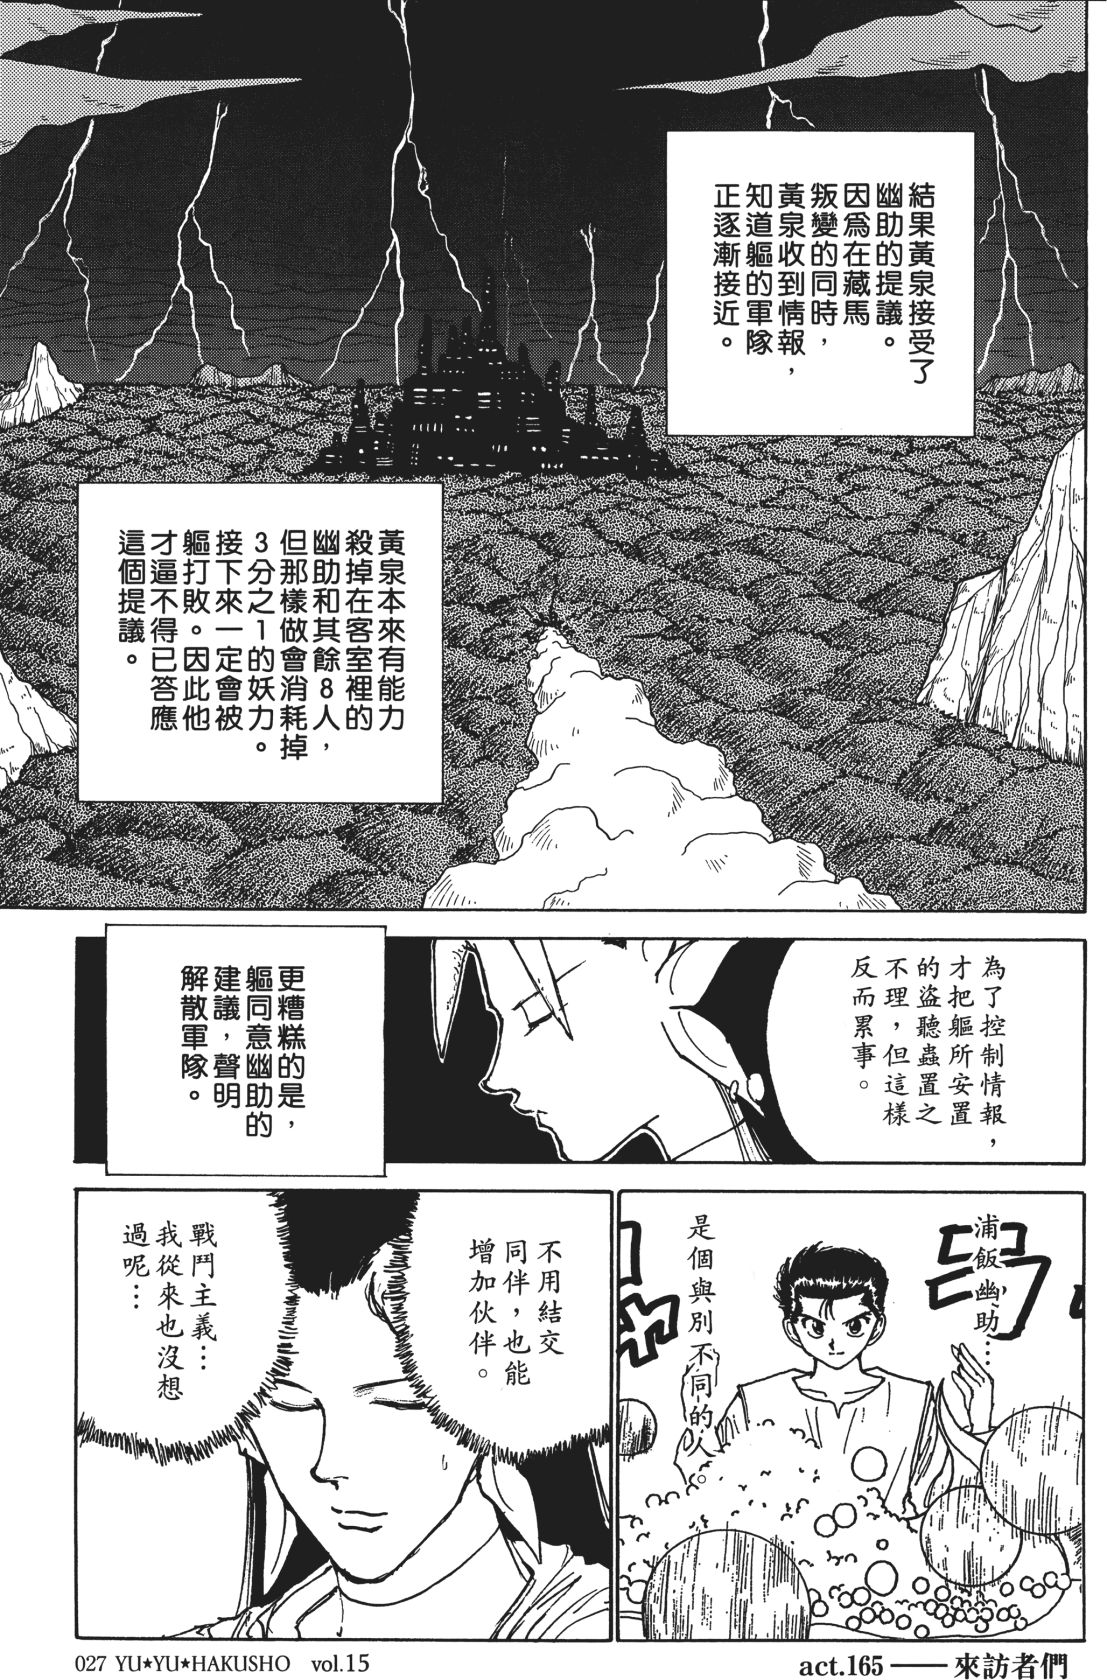 結果黃泉接受了
幽助的提議。
因為在藏馬
叛變的同時，
黃泉收到情報，
知道軀的軍隊
正逐漸接近。
黃泉本來有能力
殺掉在客室裡的
幽助和其餘8人，
但那樣做會消耗掉
3分之1的妖力。
接下來一定會被
軀打敗。因此他
才逼不得已答應
這個提議。
為了控制情報，
才把軀所安置
的盜聽蟲置之
不理，但這樣
反而累事。
更糟糕的是，
軀同意幽助的
建議，聲明
解散軍隊。
浦飯幽助…
是個與別不同的人。
不用結交
同伴，也能
增加伙伴。
戰鬥主義…
我從來也沒想
過呢…
027 YU★YU★HAKUSHO vol.15
act.165——來訪者們